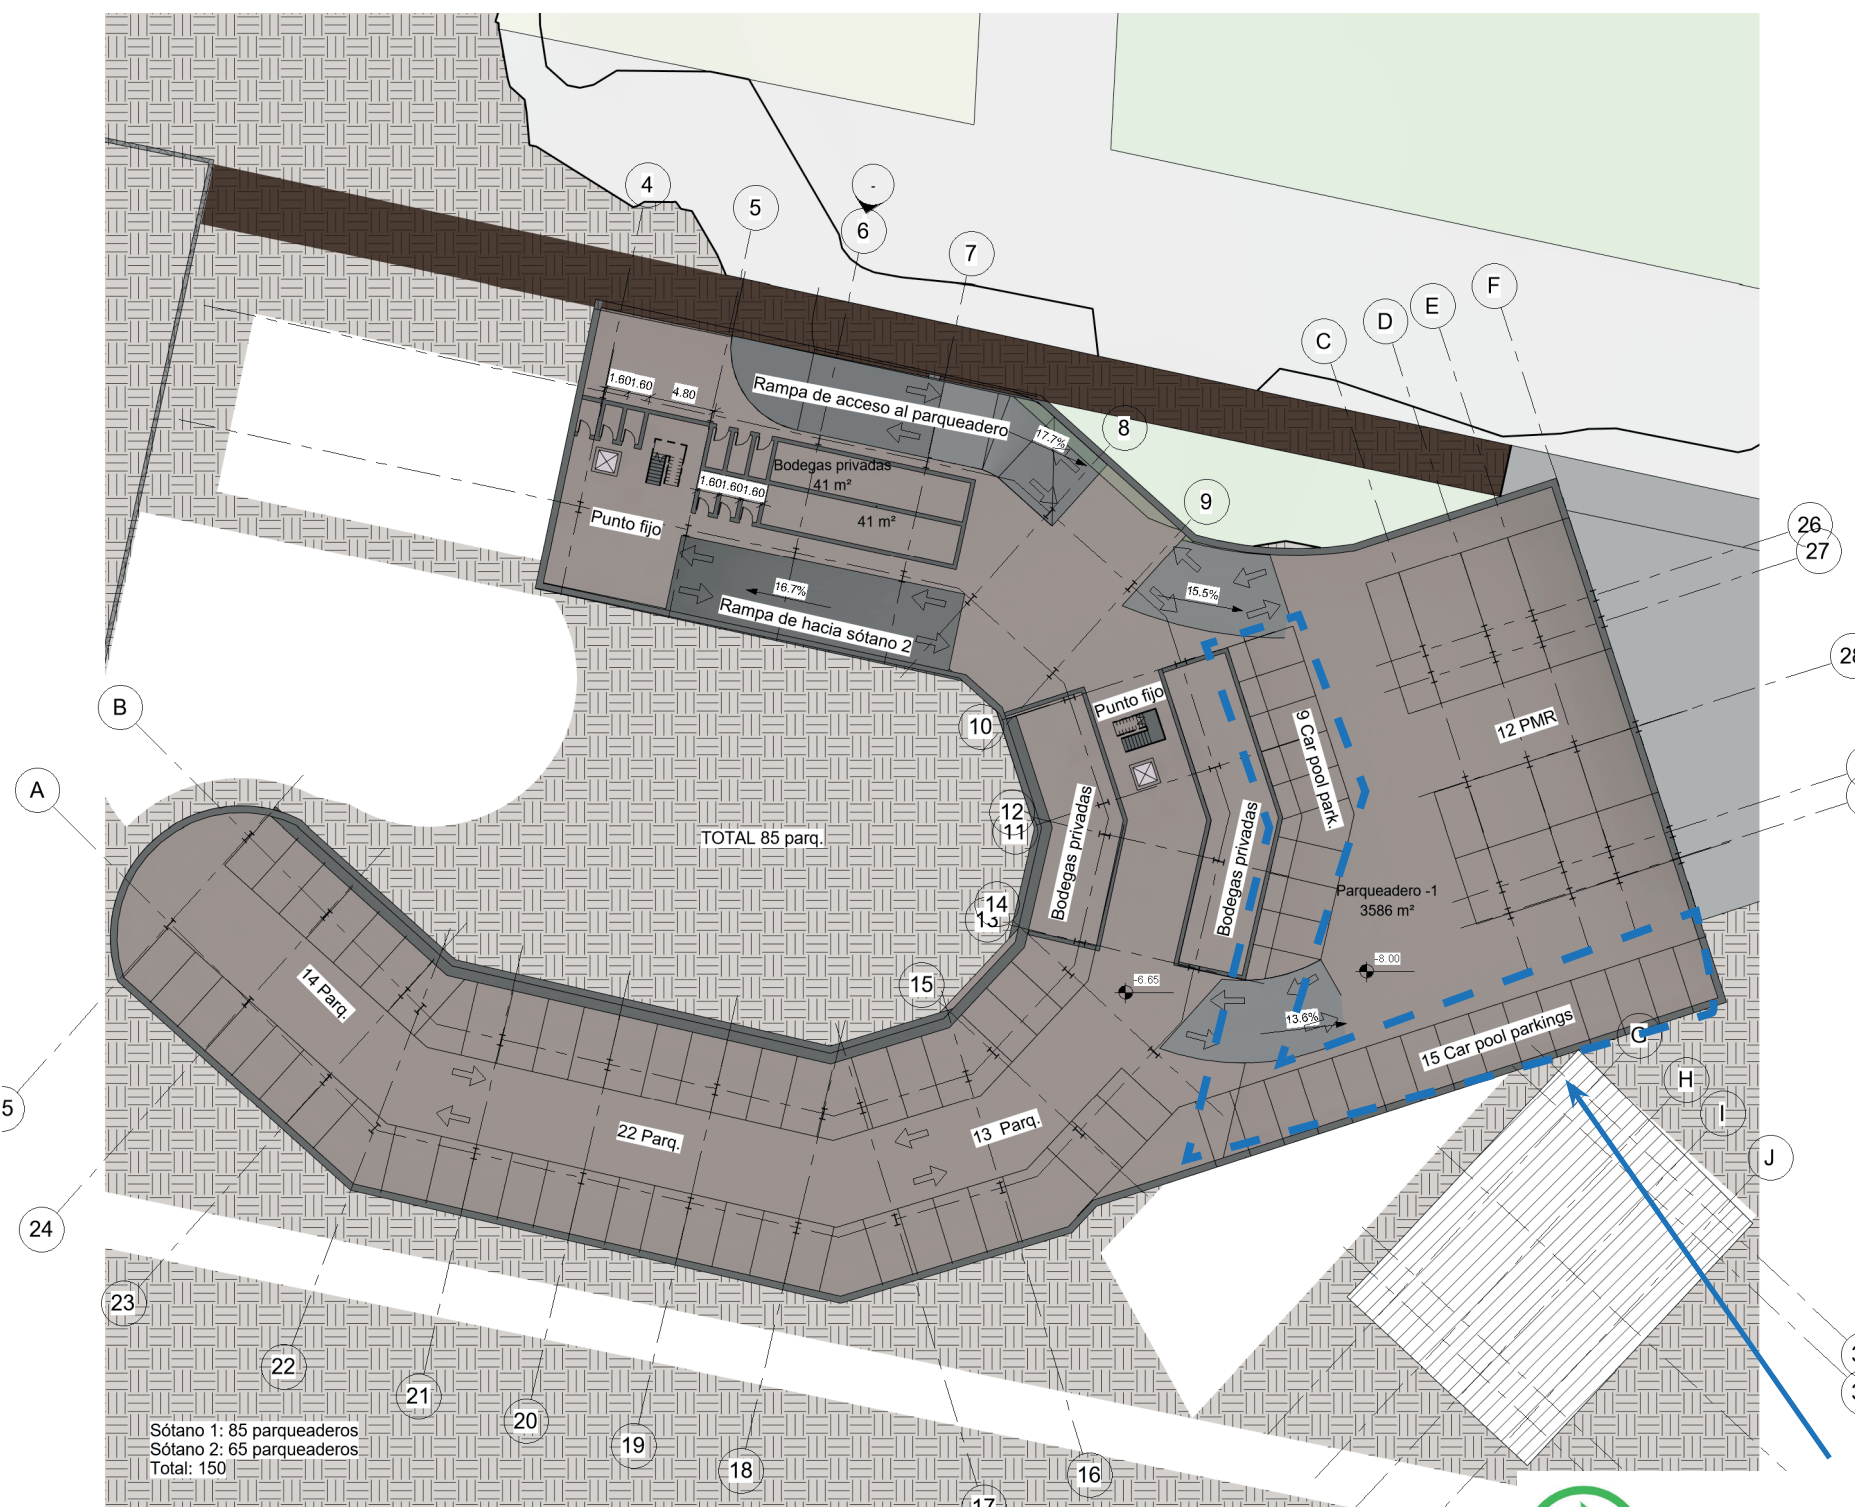 4
5
-
6
7
F
E
D
C
1.60
1.60
4.80
Rampa de acceso al parqueadero
17.7%
8
Bodegas privadas
41 m²
1.60
1.60
1.60
41 m²
Punto fijo
9
26
27
16.7%
Rampa de hacia sótano 2
15.5%
28
B
Punto fijo
10
9 Car pool park.
12 PMR
A
12
11
TOTAL 85 parq.
Bodegas privadas
Bodegas privadas
Parqueadero -1
3586 m²
14
13
-8.00
15
-6.65
14 Parq.
13.6%
15 Car pool parkings
G
H
I
J
5
22 Parq.
13 Parq.
24
23
22
21
20
19
18
17
16
3
3
Sótano 1: 85 parqueaderos
Sótano 2: 65 parqueaderos
Total: 150